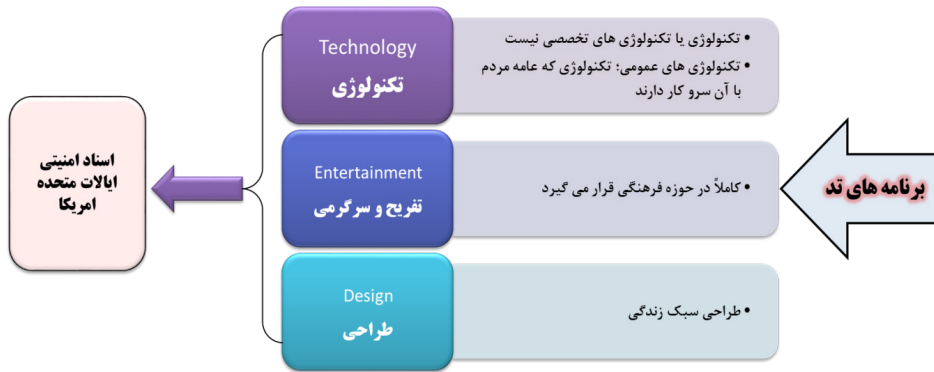 برنامه های تد
Technology
تکنولوژی
• تکنولوژی یا تکنولوژی های تخصصی نیست
• تکنولوژی های عمومی؛ تکنولوژی که عامه مردم
با آن سرو کار دارند
Entertainment
تفریح و سرگرمی
• کاملاً در حوزه فرهنگی قرار می گیرد
Design
طراحی
• طراحی سبک زندگی
اسناد امنیتی
ایالات متحده
امریکا